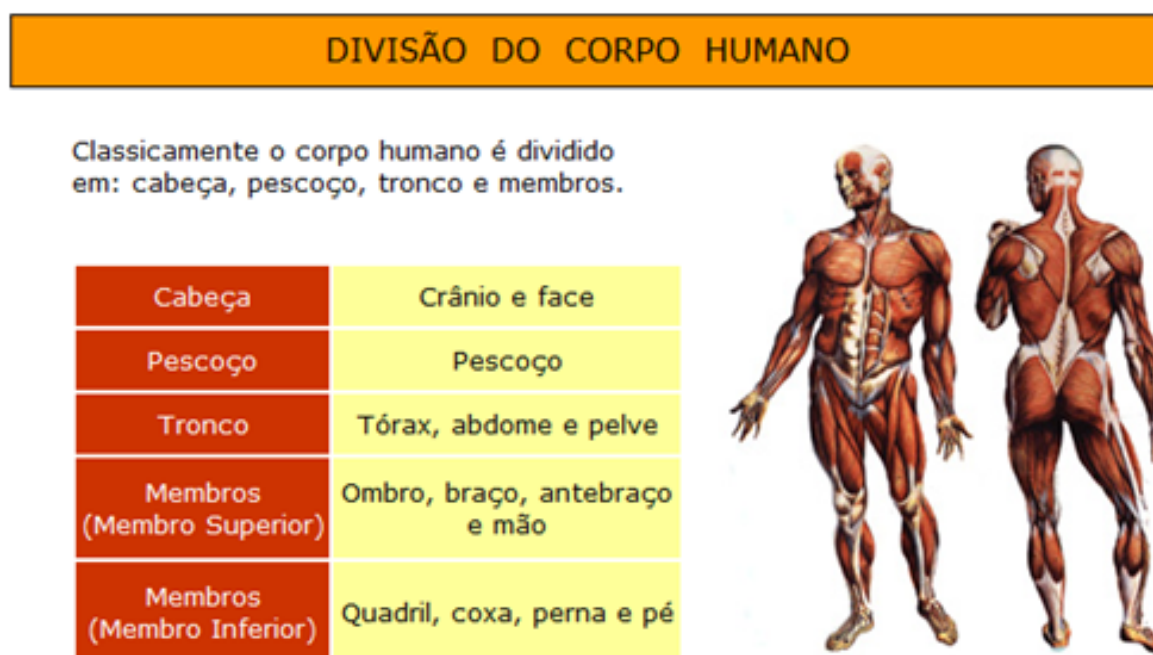 DIVISÃO DO CORPO HUMANO
Classicamente o corpo humano é dividido
em: cabeça, pescoço, tronco e membros.
Cabeça
Crânio e face
Pescoço
Pescoço
Tronco
Tórax, abdome e pelve
Membros
(Membro Superior)
Ombro, braço, antebraço
e mão
Membros
(Membro Inferior)
Quadril, coxa, perna e pé